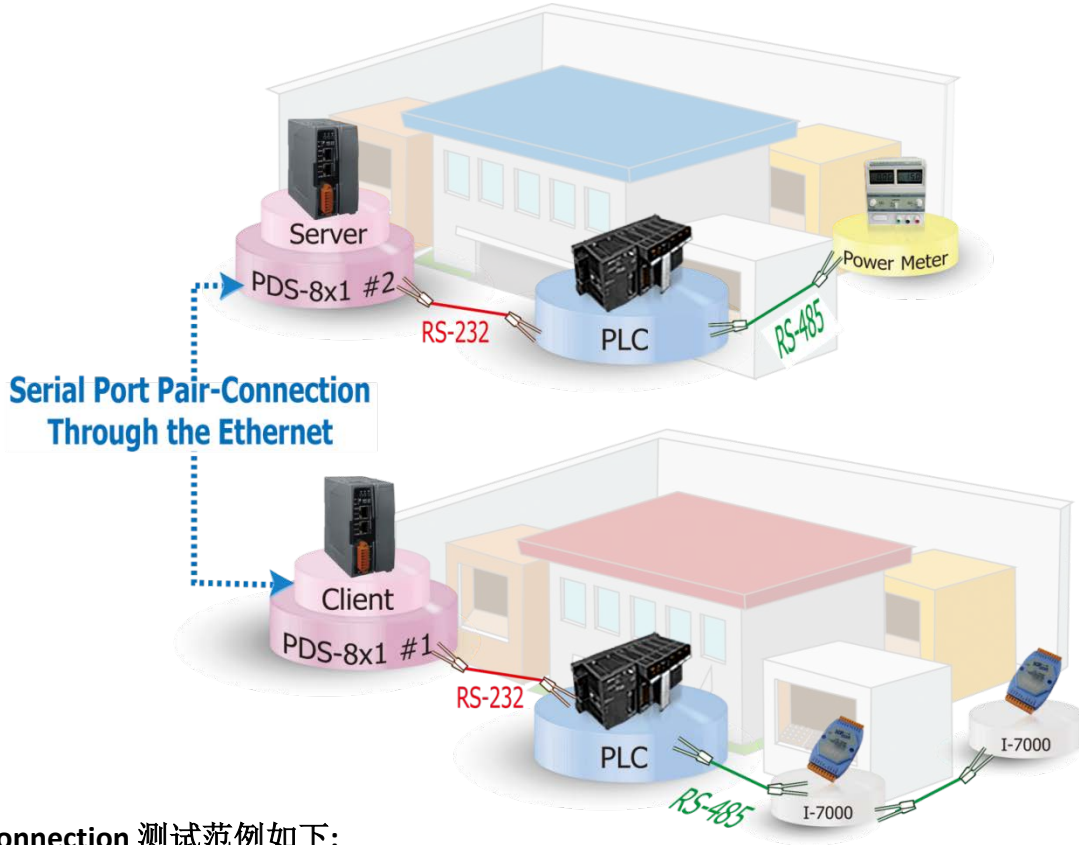 Server
PDS-8x1 #2
RS-232
PLC
RS-485
Power Meter
Serial Port Pair-Connection
Through the Ethernet
Client
PDS-8x1 #1
RS-232
PLC
RS-485
I-7000
I-7000
onnection 测试范例如下: